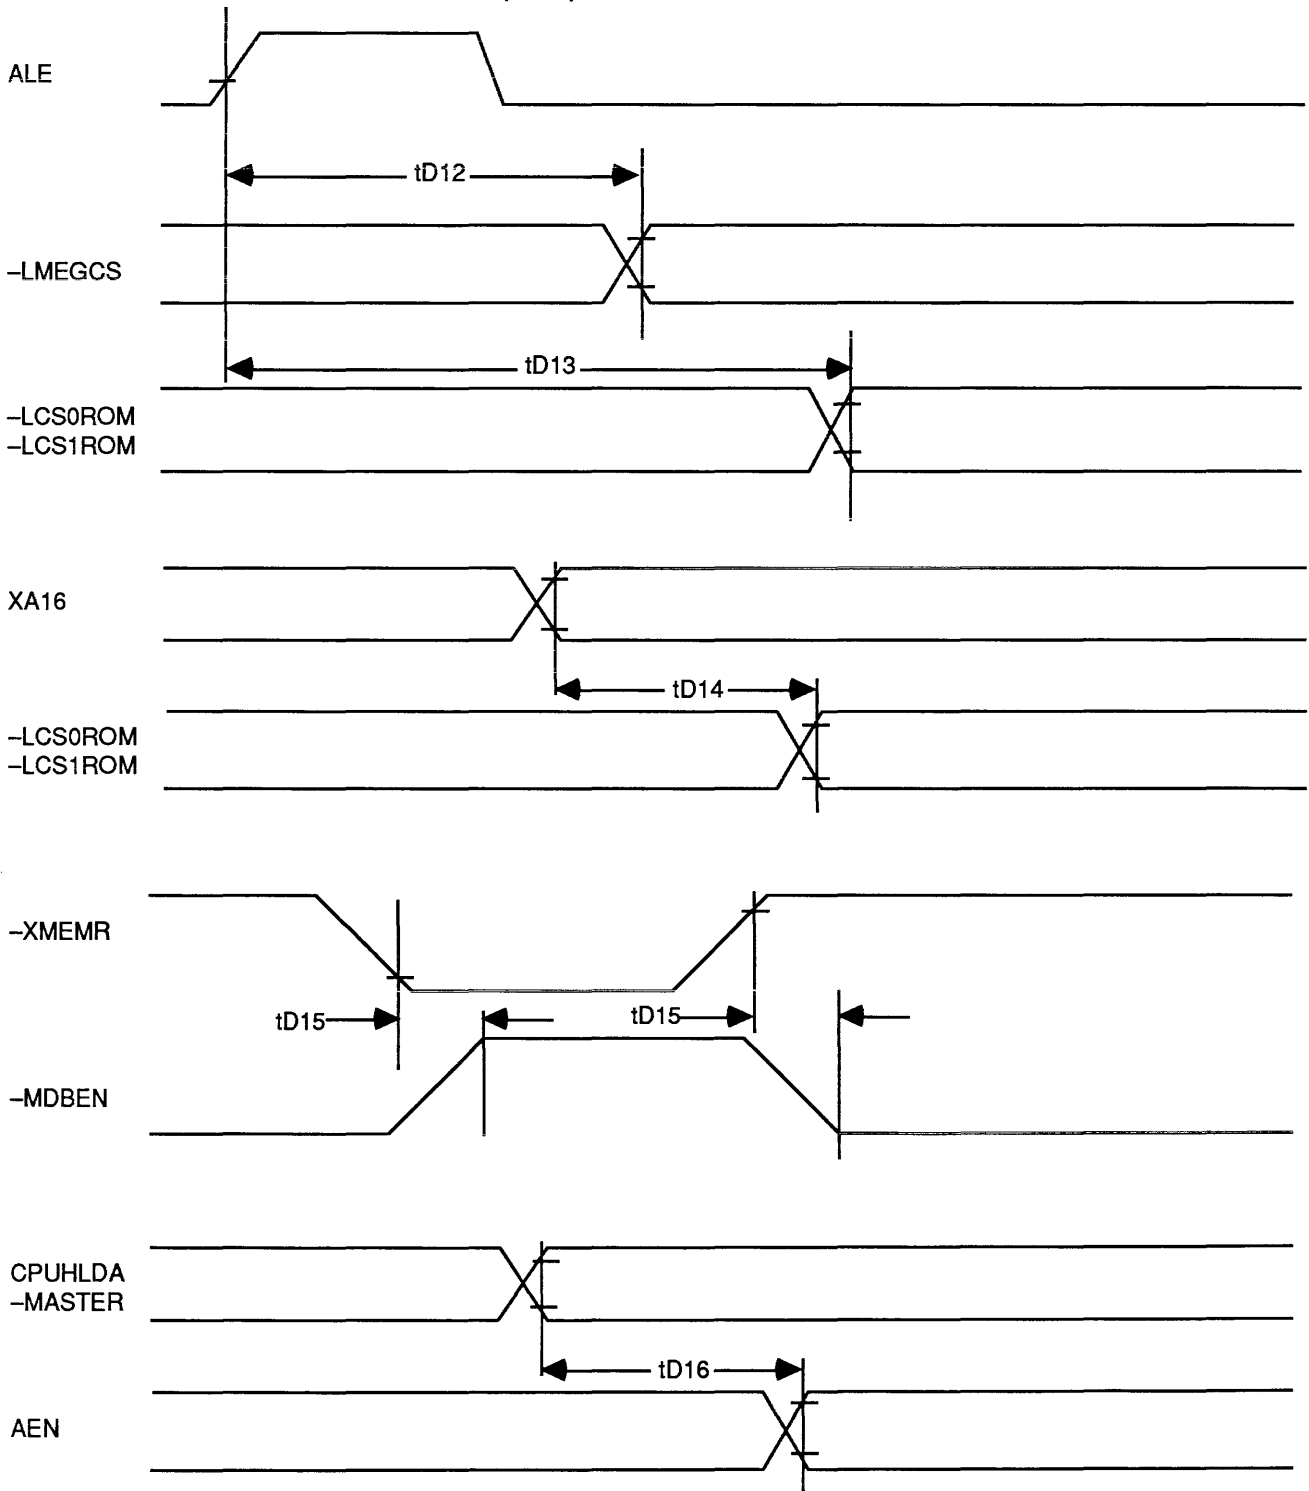 ALE
tD12
–LMEGCS
tD13
–LCS0ROM
–LCS1ROM
XA16
tD14
–LCS0ROM
–LCS1ROM
–XMEMR
tD15
tD15
–MDBEN
CPUHLDA
–MASTER
tD16
AEN